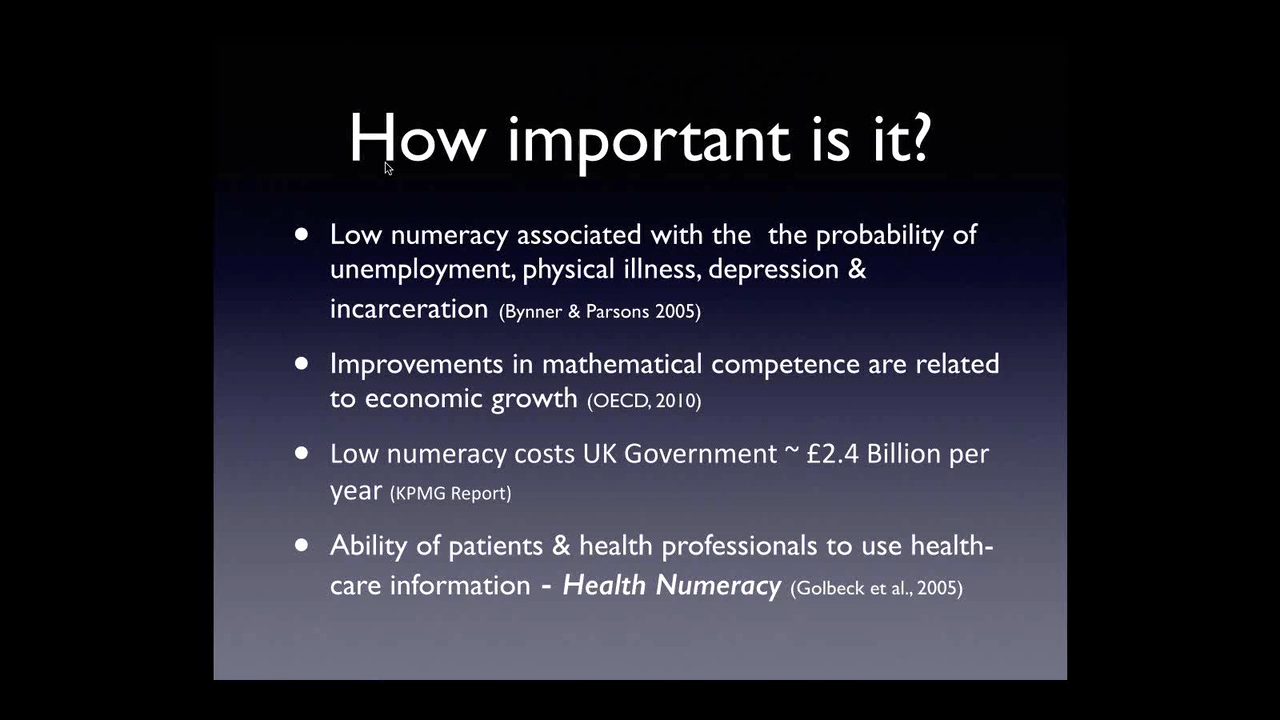 How important is it?
• Low numeracy associated with the  the probability of
unemployment, physical illness, depression &
incarceration (Bynner & Parsons 2005)
• Improvements in mathematical competence are related
to economic growth (OECD, 2010)
• Low numeracy costs UK Government ~ £2.4 Billion per
year (KPMG Report)
• Ability of patients & health professionals to use health-
care information - Health Numeracy (Golbeck et al., 2005)